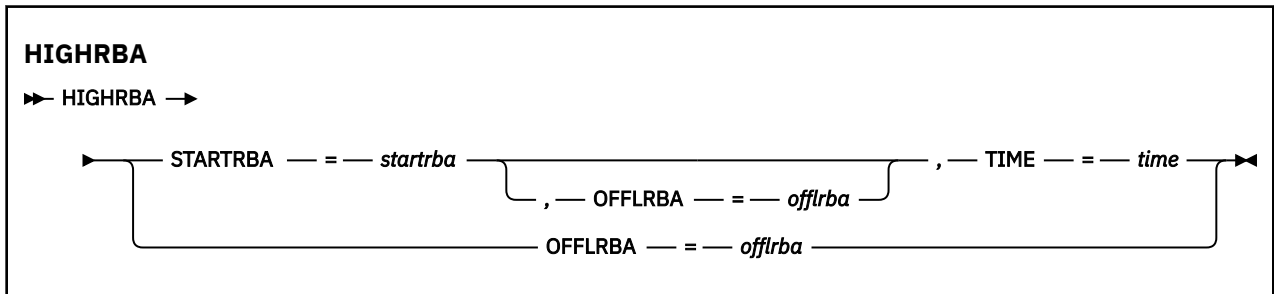 HIGHRBA
HIGHRBA
STARTRBA = startrba , TIME = time
, OFFLRBA = offlrba
OFFLRBA = offlrba